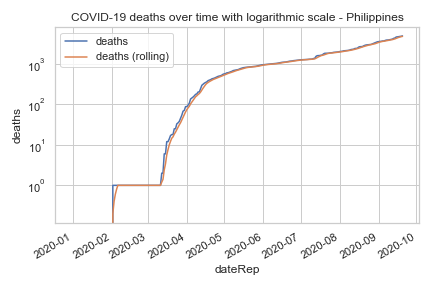 COVID-19 deaths over time with logarithmic scale - Philippines
deaths
deaths (rolling)
10³
10²
10¹
10⁰
deaths
2020-01
2020-02
2020-03
2020-04
2020-05
2020-06
2020-07
2020-08
2020-09
2020-10
dateRep